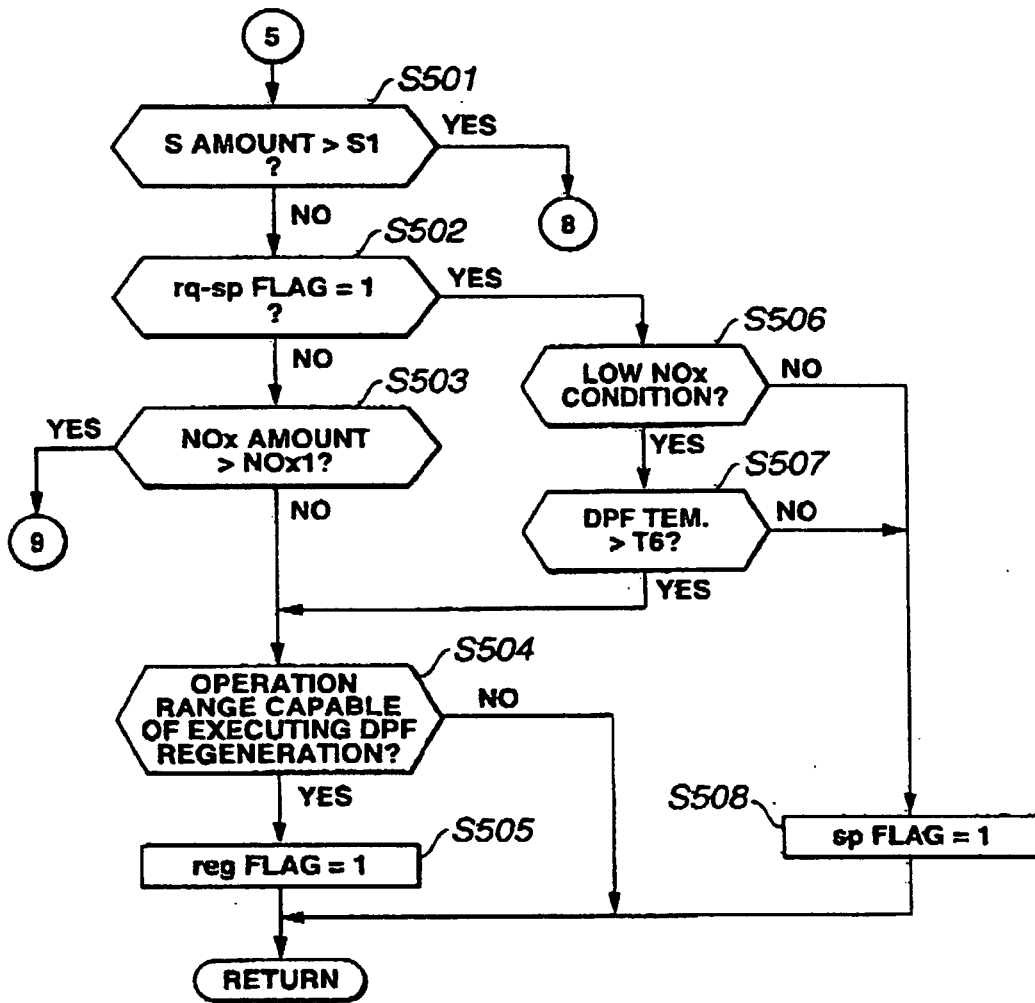 5
S501
S AMOUNT > S1
?
YES
NO
8
S502
rq-sp FLAG = 1
?
YES
NO
S506
LOW NOx
CONDITION?
NO
YES
S503
NOx AMOUNT
> NOx1?
YES
NO
9
S507
DPF TEM.
> T6?
NO
YES
S504
OPERATION
RANGE CAPABLE
OF EXECUTING DPF
REGENERATION?
NO
YES
S505
reg FLAG = 1
S508
sp FLAG = 1
RETURN